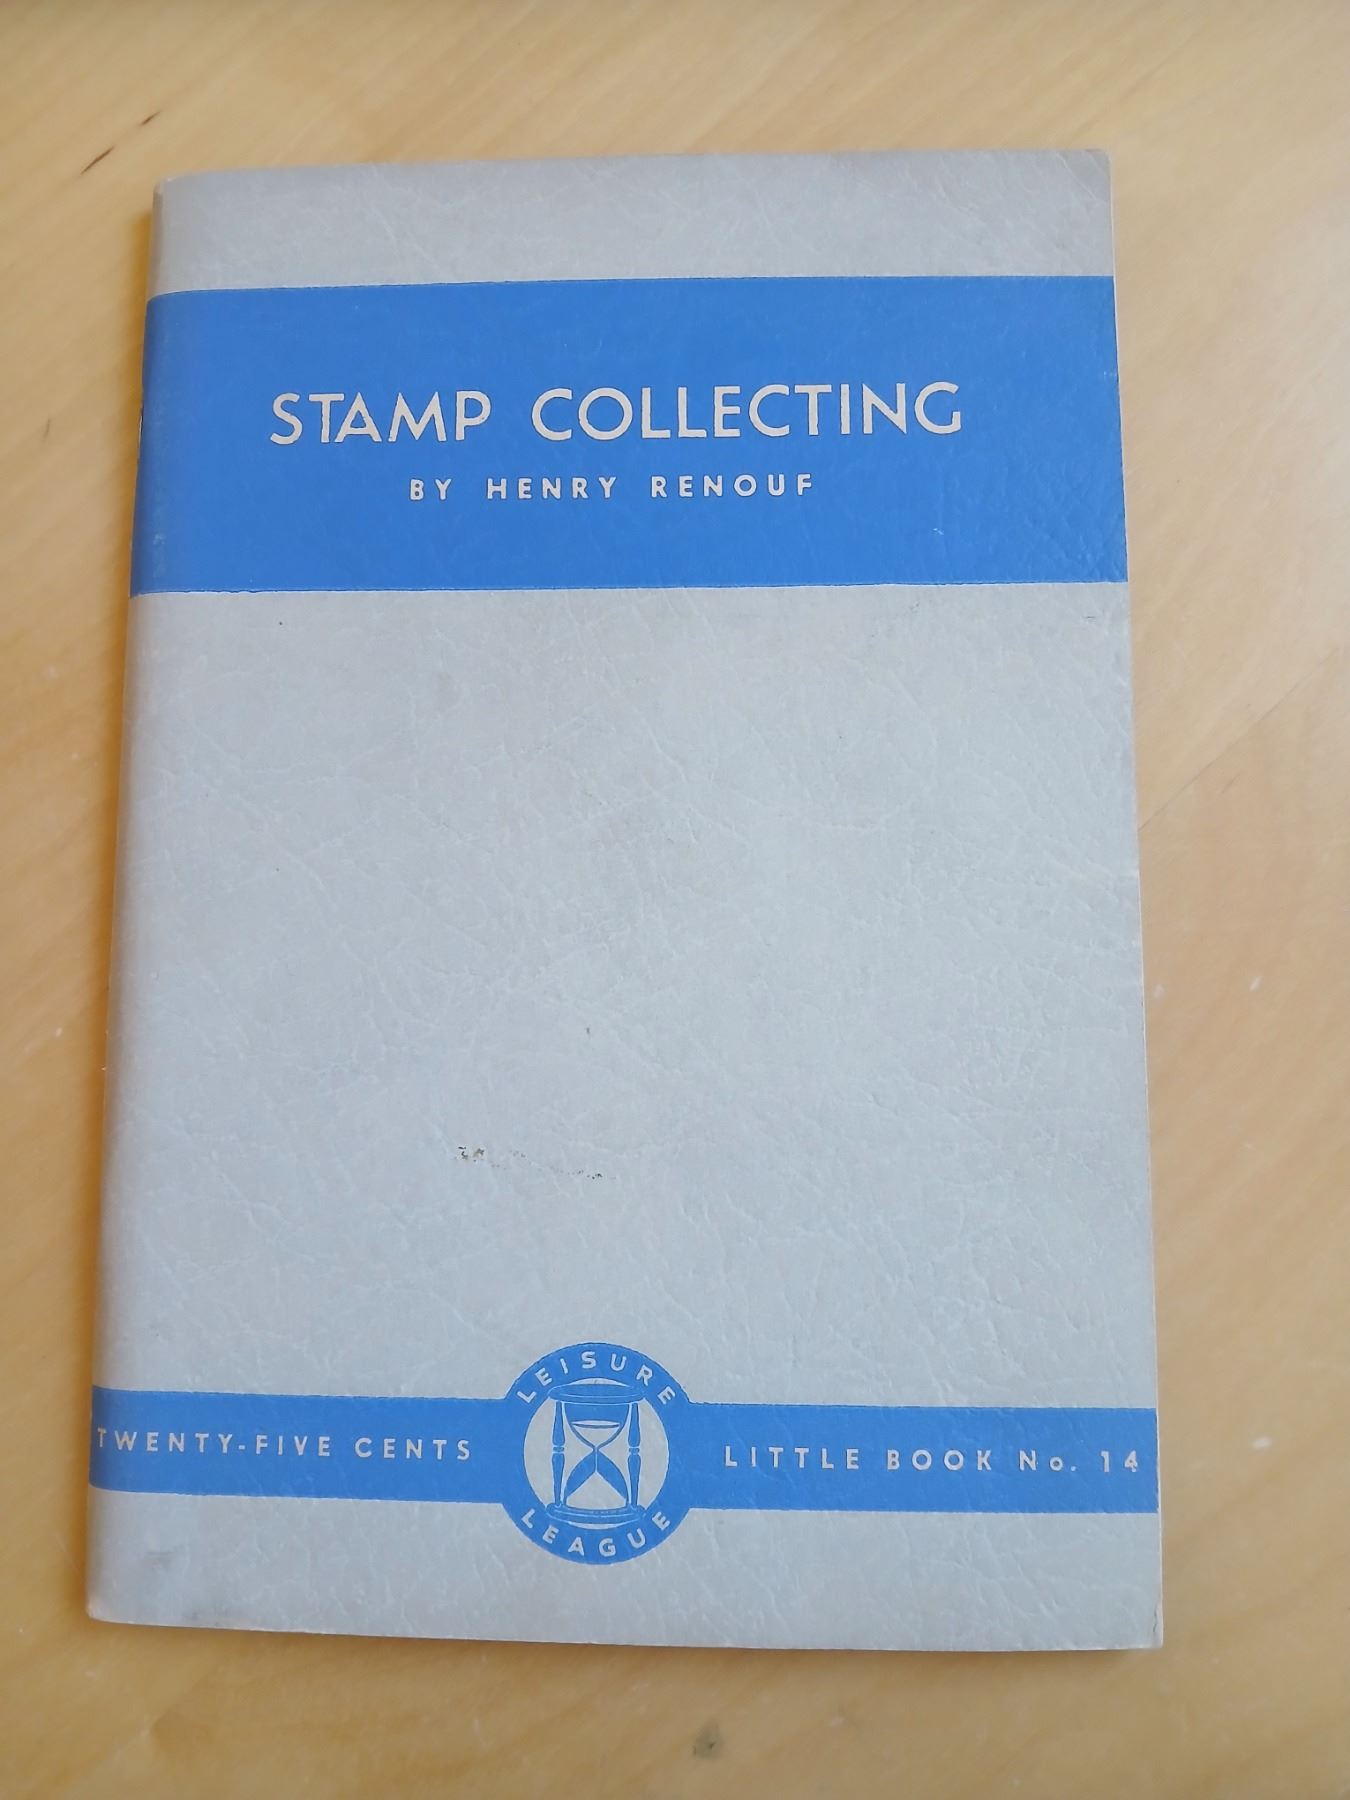 STAMP COLLECTING
BY HENRY RENOUF
LEISURE
TWENTY-FIVE CENTS
LITTLE BOOK No. 14
LEAGUE